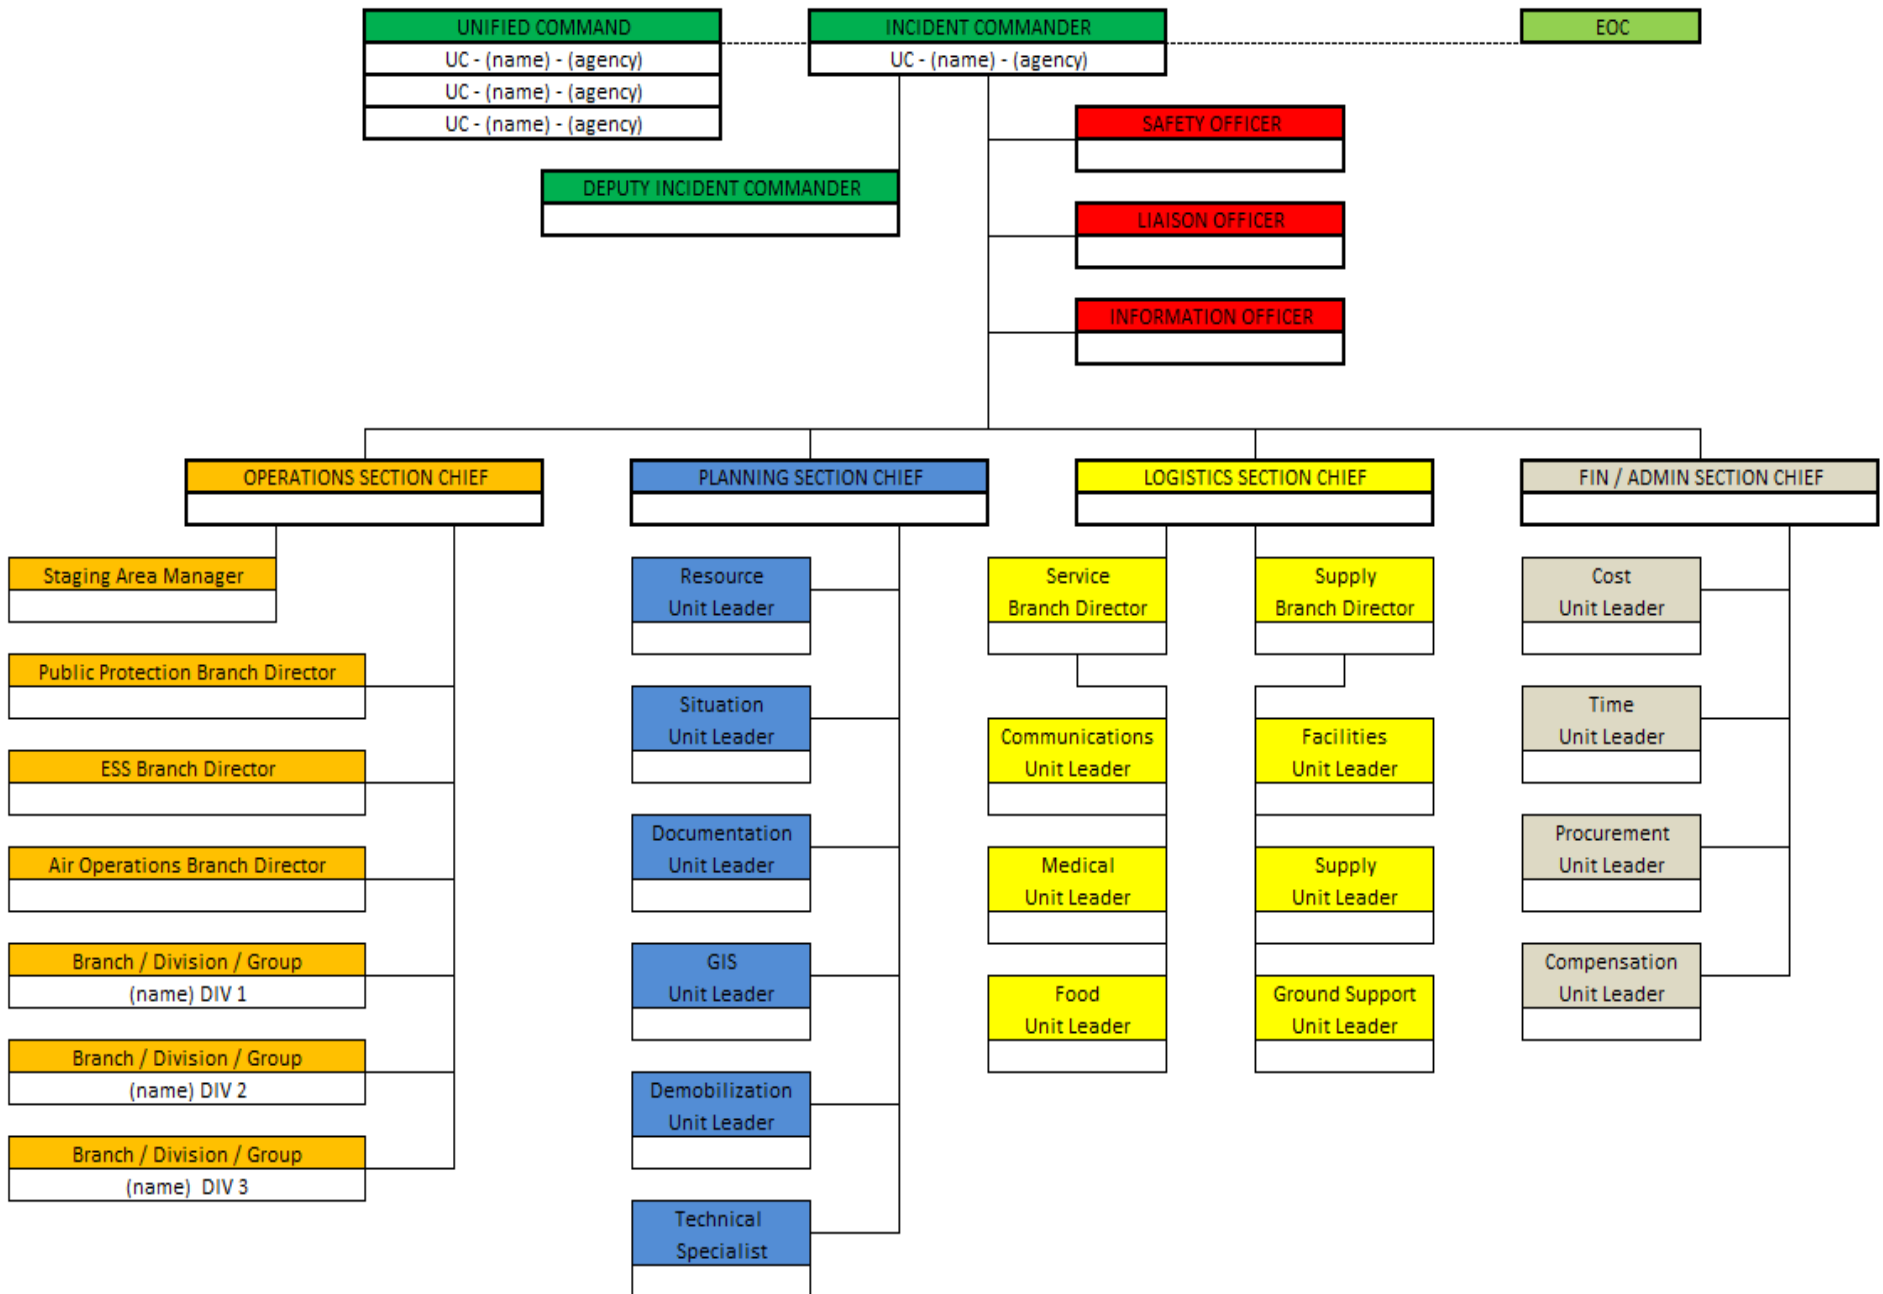 UNIFIED COMMAND
UC - (name) - (agency)
UC - (name) - (agency)
UC - (name) - (agency)
INCIDENT COMMANDER
UC - (name) - (agency)
EOC
DEPUTY INCIDENT COMMANDER
SAFETY OFFICER
LIAISON OFFICER
INFORMATION OFFICER
OPERATIONS SECTION CHIEF
Staging Area Manager
Public Protection Branch Director
ESS Branch Director
Air Operations Branch Director
Branch / Division / Group
(name) DIV 1
Branch / Division / Group
(name) DIV 2
Branch / Division / Group
(name) DIV 3
PLANNING SECTION CHIEF
Resource
Unit Leader
Situation
Unit Leader
Documentation
Unit Leader
GIS
Unit Leader
Demobilization
Unit Leader
Technical
Specialist
LOGISTICS SECTION CHIEF
Service
Branch Director
Communications
Unit Leader
Medical
Unit Leader
Food
Unit Leader
Supply
Branch Director
Facilities
Unit Leader
Supply
Unit Leader
Ground Support
Unit Leader
FIN / ADMIN SECTION CHIEF
Cost
Unit Leader
Time
Unit Leader
Procurement
Unit Leader
Compensation
Unit Leader